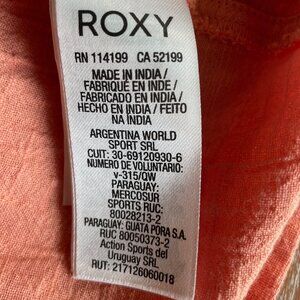 ROXY
RN 114199 CA 52199
MADE IN INDIA /
FABRIQUÉ EN INDE /
FABRICADO EN INDIA /
HECHO EN INDIA / FEITO
NA INDIA
ARGENTINA WORLD
SPORT SRL
CUIT: 30-69120930-6
NUMERO DE VOLUMEN:
v-315/QW
PARAGUAY:
MERCOSUR
SPORTS RUC:
80028213-2
PARAGUAY: GUATA PORA S.A.
RUC 80050373-2
Action Sports del
Uruguay SRL
RUT: 217126060018